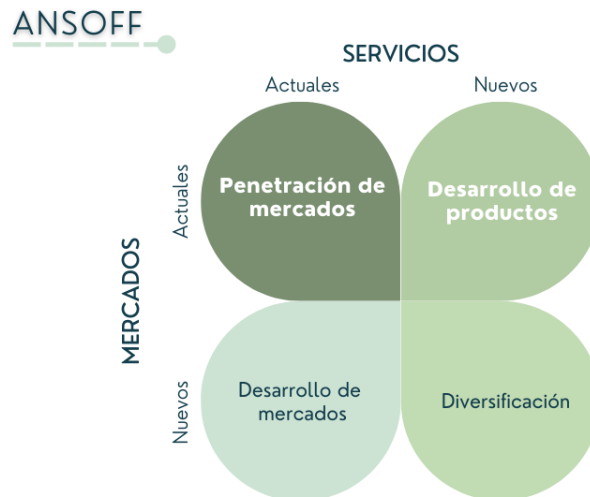 ANSOFF
SERVICIOS
Actuales
Nuevos
MERCADOS
Actuales
Penetración de
mercados
Desarrollo de
productos
Nuevos
Desarrollo de
mercados
Diversificación